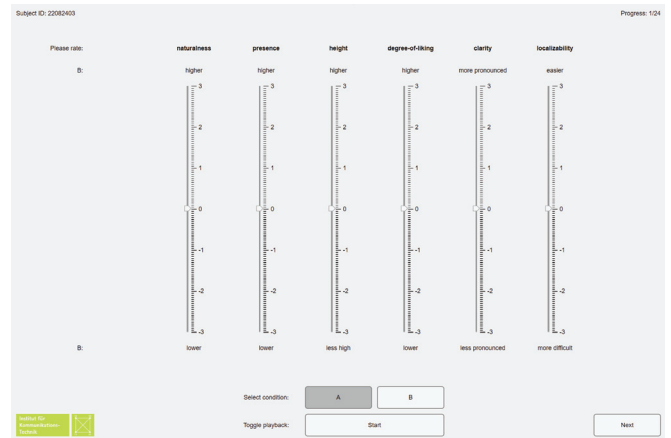 Subject ID: 22082403 Progress: 1/24
Please rate: naturalness presence height degree-of-liking clarity localizability
B: higher higher higher higher more pronounced easier
3 3 3 3 3 3
2 2 2 2 2 2
1 1 1 1 1 1
0 0 0 0 0 0
-1 -1 -1 -1 -1 -1
-2 -2 -2 -2 -2 -2
-3 -3 -3 -3 -3 -3
B: lower lower less high lower less pronounced more difficult
Select condition: A B
Toggle playback: Start Next
Institut für
Kommunikations-
Technik